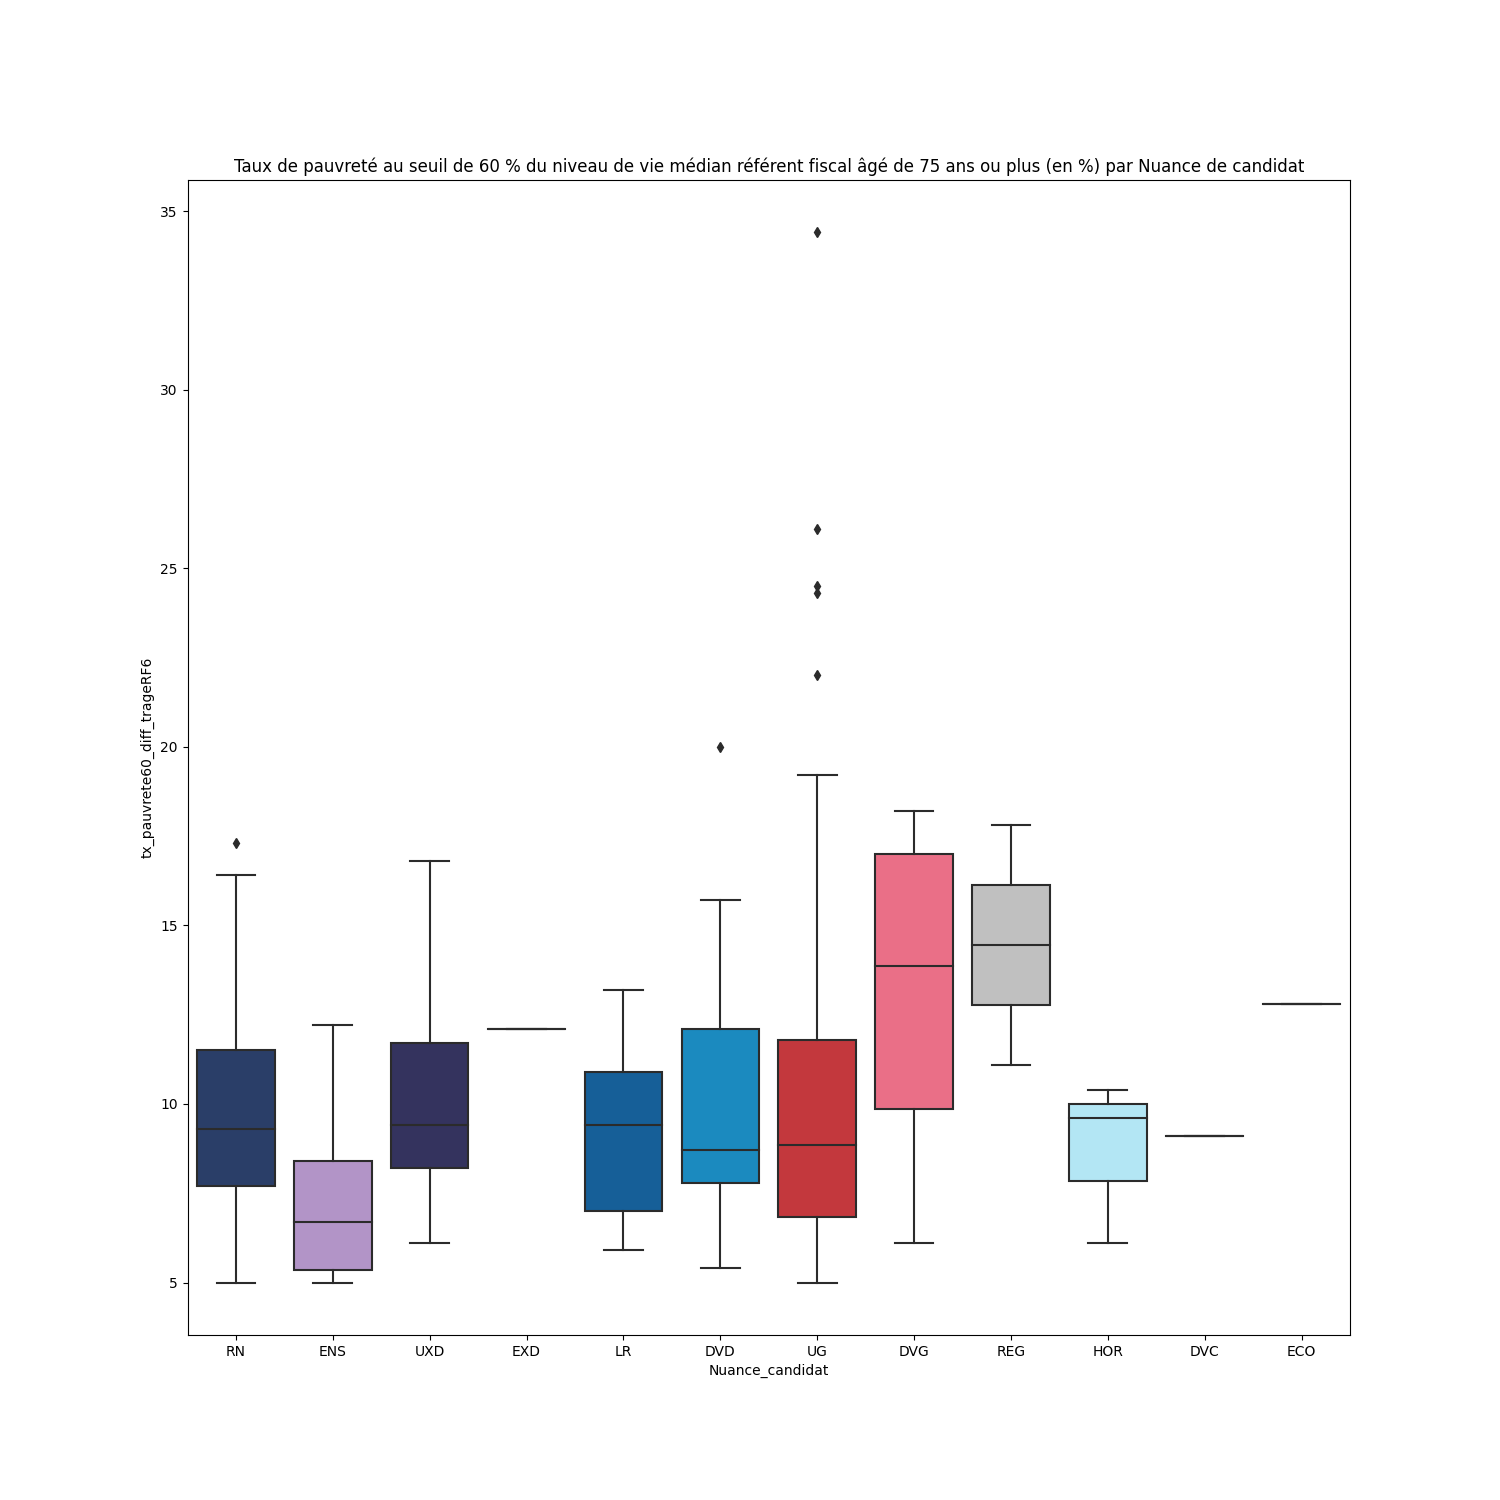 Taux de pauvreté au seuil de 60 % du niveau de vie médian référent fiscal âgé de 75 ans ou plus (en %) par Nuance de candidat
35
30
25
20
15
10
5
tx_pauvrete60_diff_trageRF6
RN ENS UXD EXD LR DVD UG DVG REG HOR DVC ECO
Nuance_candidat